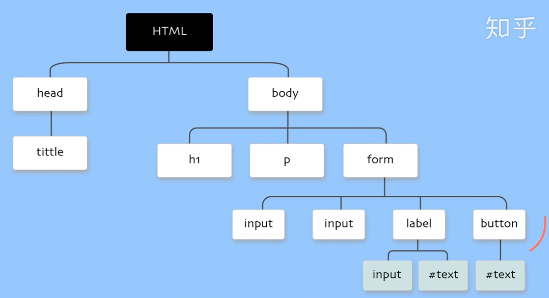 知乎
HTML
head
body
tittle
h1
p
form
input
input
label
button
input
#text
#text